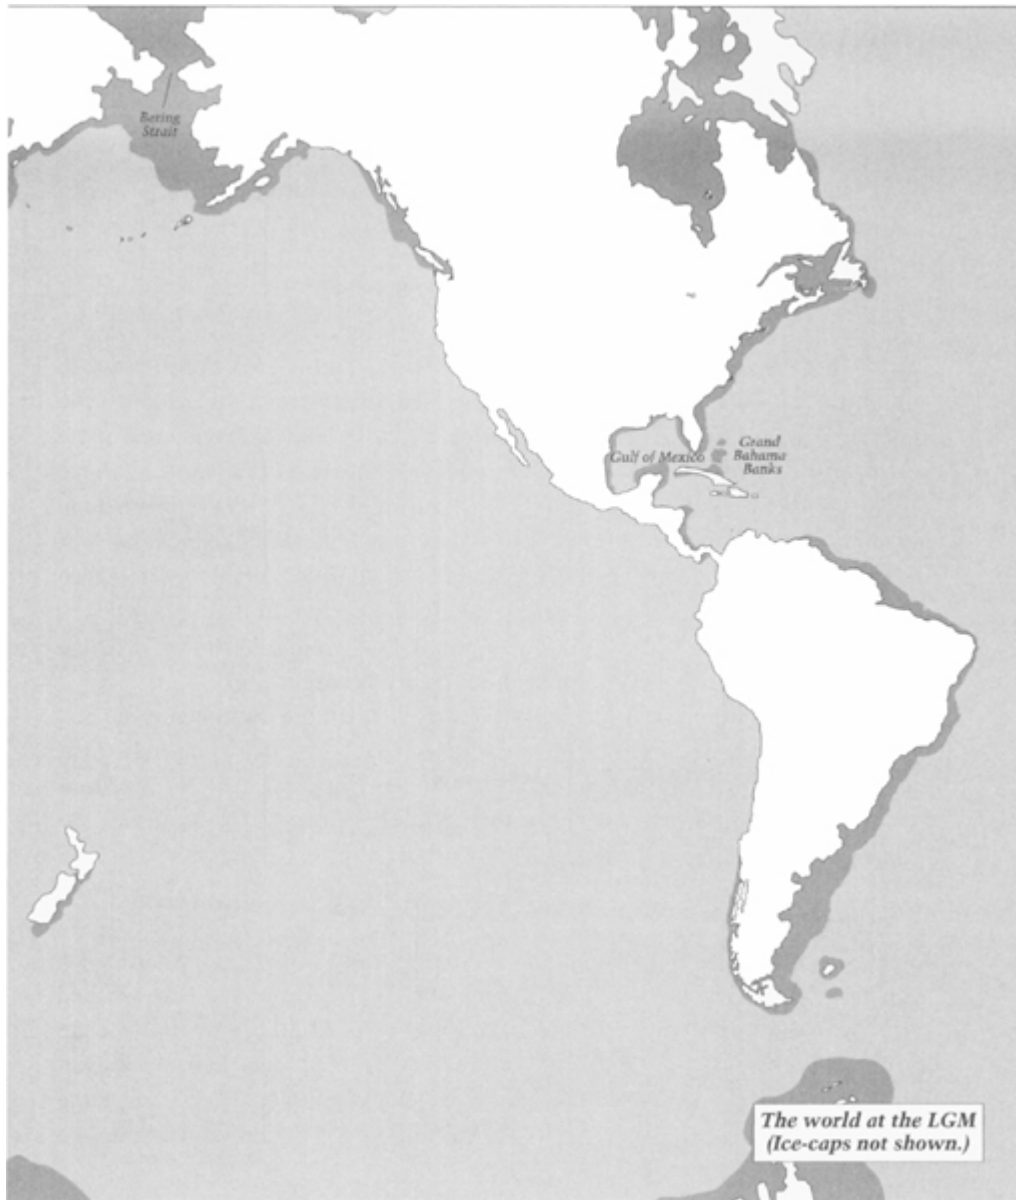 Bering
Strait
Gulf of Mexico
Grand
Bahama
Banks
The world at the LGM
(Ice-caps not shown.)